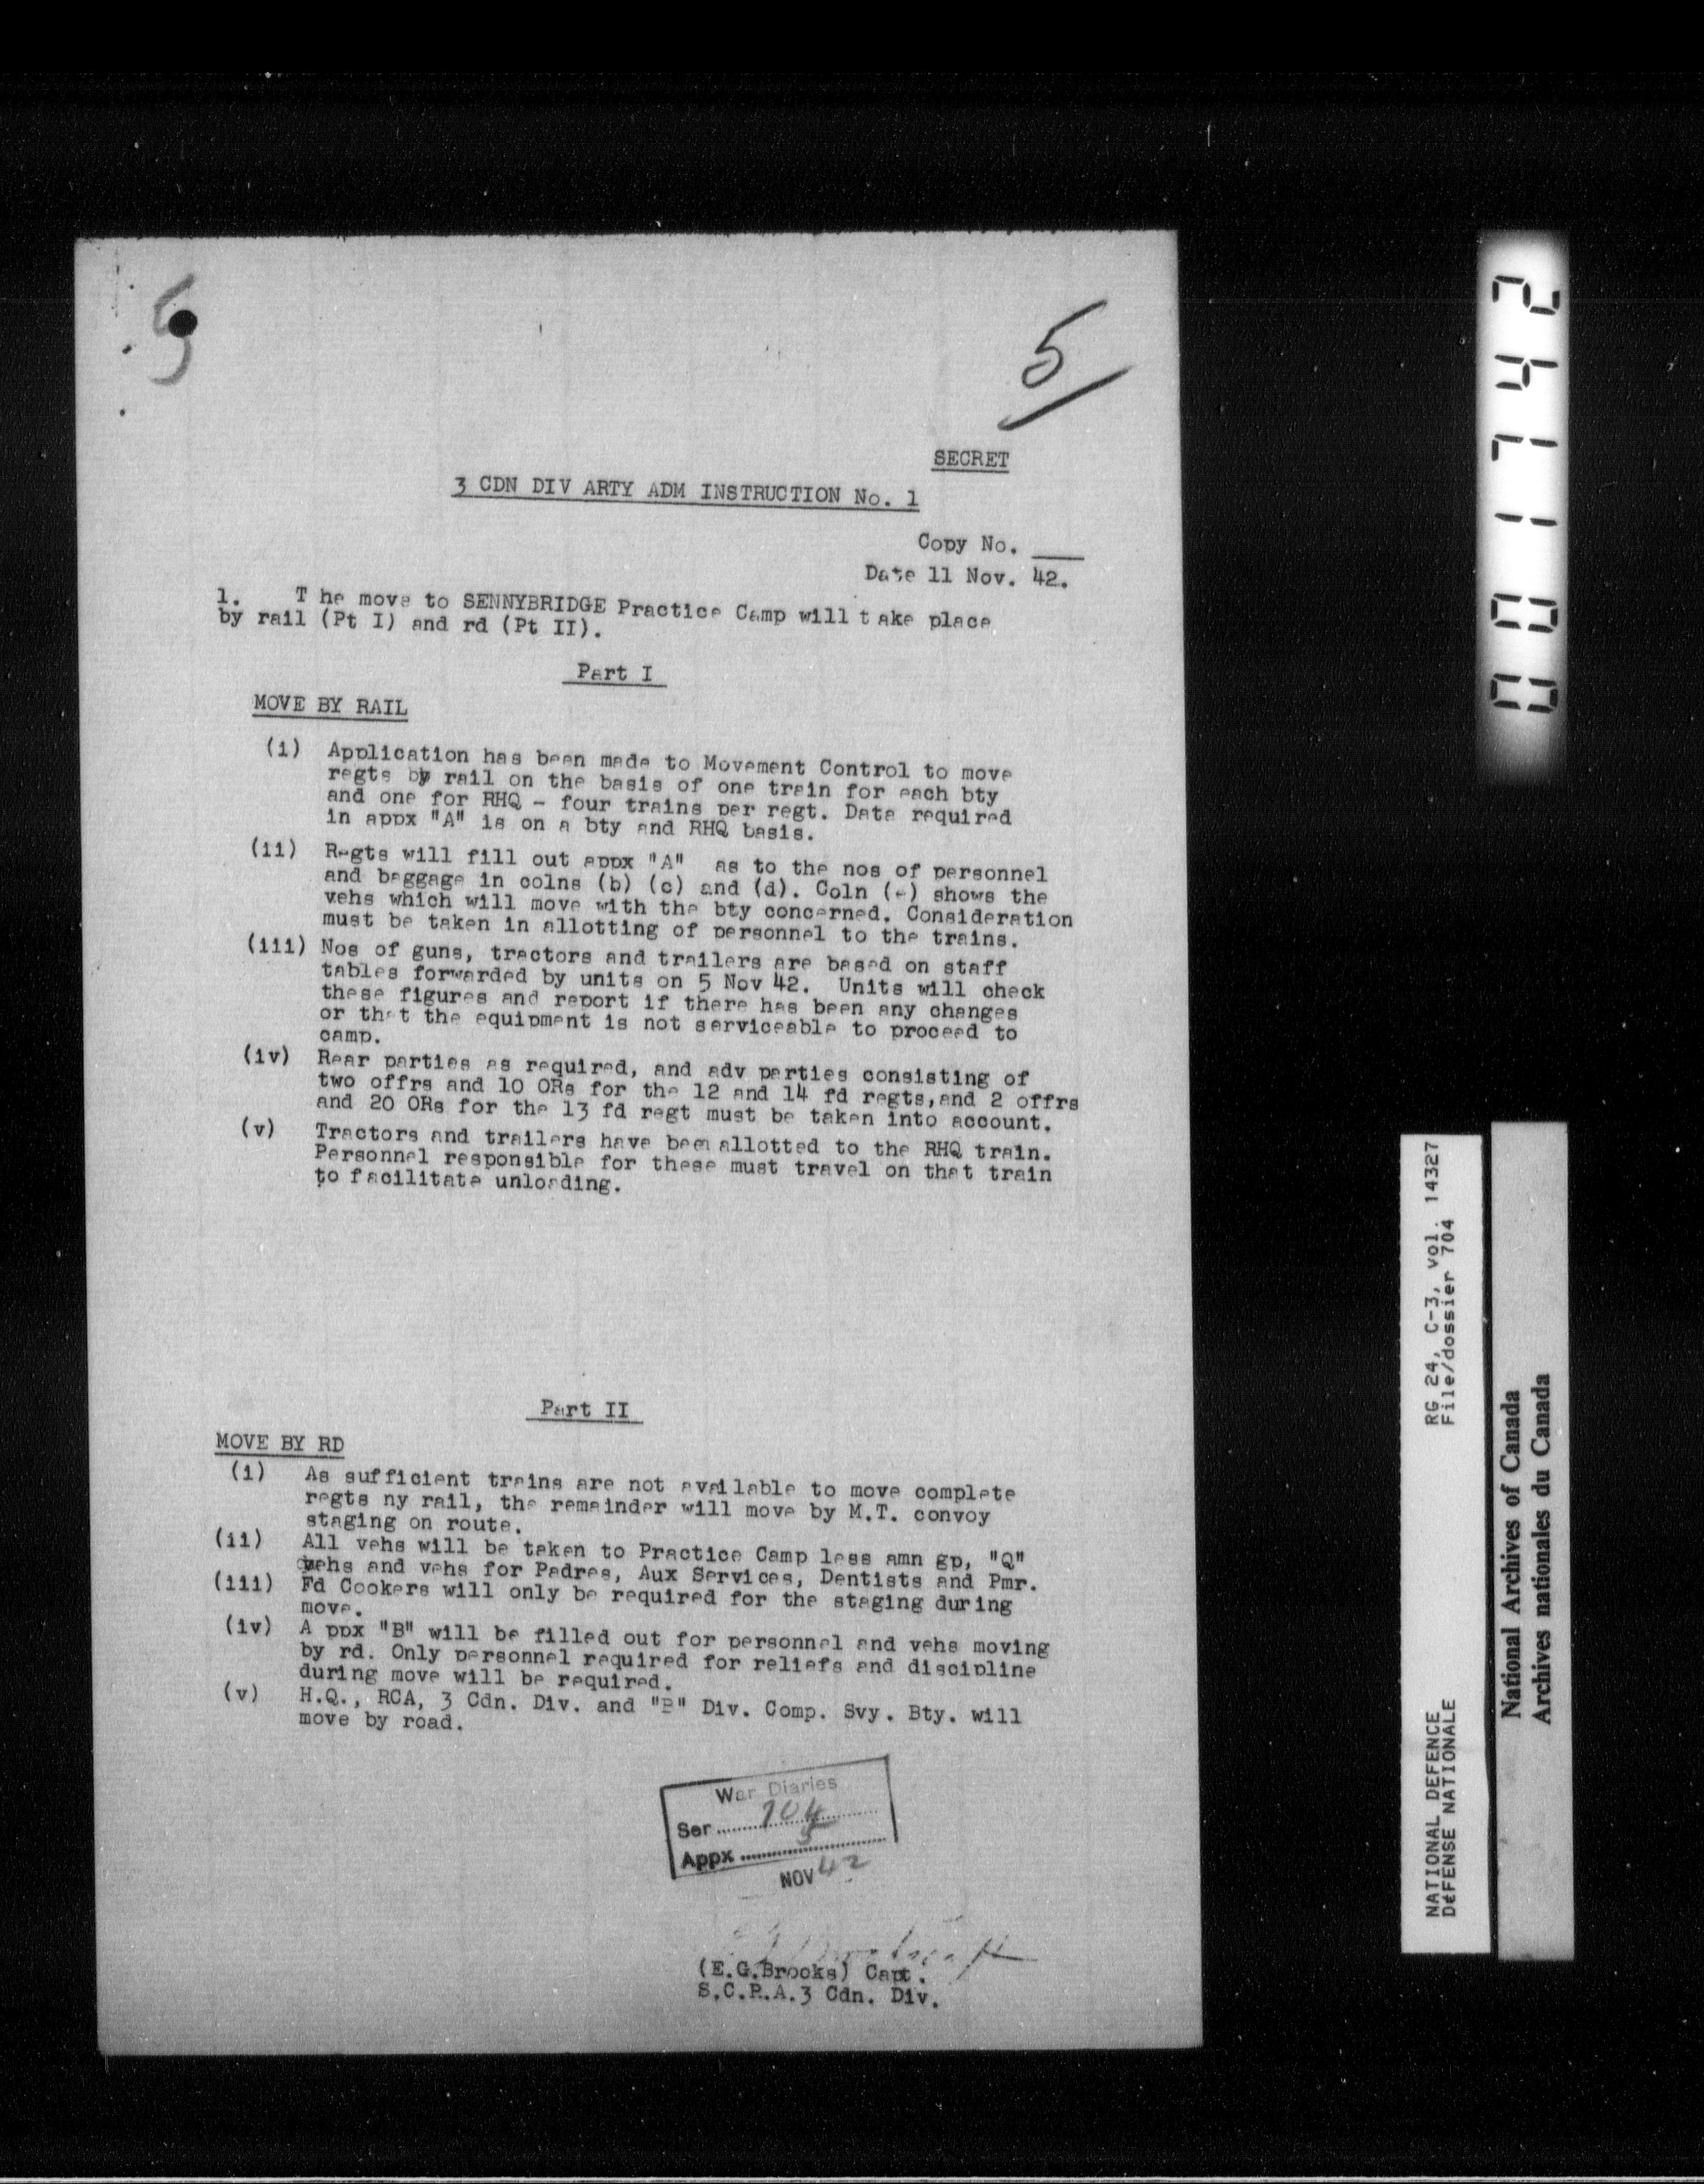 5
5
SECRET
3 CDN DIV ARTY ADM INSTRUCTION No. 1
Copy No. ____
Date 11 Nov. 42.
1. T he move to SENNYBRIDGE Practice Camp will t ake place
by rail (Pt I) and rd (Pt II).
Part I
MOVE BY RAIL
(i) Application has been made to Movement Control to move
regts by rail on the basis of one train for each bty
and one for RHQ - four trains per regt. Data required
in appx "A" is on a bty and RHQ basis.
(ii) Regts will fill out appx "A" as to the nos of personnel
and baggage in colns (b) (c) and (d). Coln (e) shows the
vehs which will move with the bty concerned. Consideration
must be taken in allotting of personnel to the trains.
(iii) Nos of guns, tractors and trailers are based on staff
tables forwarded by units on 5 Nov 42. Units will check
these figures and report if there has been any changes
or that the equipment is not serviceable to proceed to
camp.
(iv) Rear parties as required, and adv parties consisting of
two offrs and 10 ORs for the 12 and 14 fd regts,and 2 offrs
and 20 ORs for the 13 fd regt must be taken into account.
(v) Tractors and trailers have been allotted to the RHQ train.
Personnel responsible for these must travel on that train
to facilitate unloading.
Part II
MOVE BY RD
(i) As sufficient trains are not available to move complete
regts ny rail, the remainder will move by M.T. convoy
staging on route.
(ii) All vehs will be taken to Practice Camp less amn gp, "Q"
vehs and vehs for Padres, Aux Services, Dentists and Pmr.
(iii) Fd Cookers will only be required for the staging during
move.
(iv) A ppx "B" will be filled out for personnel and vehs moving
by rd. Only personnel required for reliefs and discipline
during move will be required.
(v) H.Q., RCA, 3 Cdn. Div. and "B" Div. Comp. Svy. Bty. will
move by road.
War Diaries
Ser 704
Appx 5
NOV 42
(E.G.Brooks) Capt.
S.C.R.A.3 Cdn. Div.
001742
RG 24, C-3, vol. 14327
File/dossier 704
NATIONAL DEFENCE
DéFENSE NATIONALE
National Archives of Canada
Archives nationales du Canada